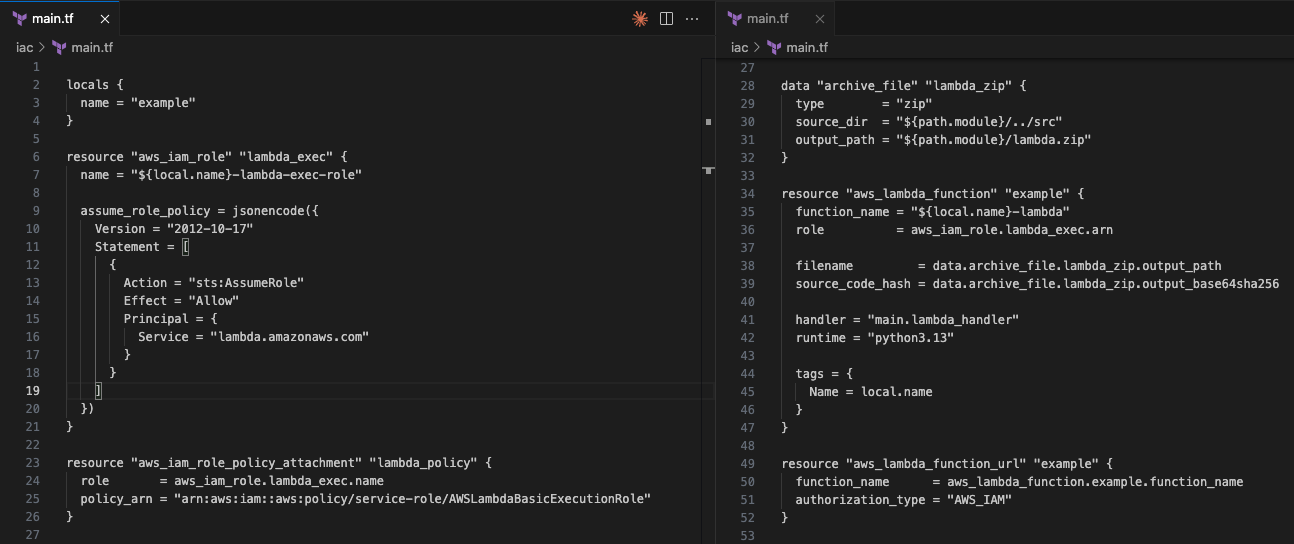 main.tf
iac > main.tf
1
2 locals {
3   name = "example"
4 }
5
6 resource "aws_iam_role" "lambda_exec" {
7   name = "${local.name}-lambda-exec-role"
8
9   assume_role_policy = jsonencode({
10     Version = "2012-10-17"
11     Statement = [
12       {
13         Action = "sts:AssumeRole"
14         Effect = "Allow"
15         Principal = {
16           Service = "lambda.amazonaws.com"
17         }
18       }
19     ]
20   })
21 }
22
23 resource "aws_iam_role_policy_attachment" "lambda_policy" {
24   role       = aws_iam_role.lambda_exec.name
25   policy_arn = "arn:aws:iam::aws:policy/service-role/AWSLambdaBasicExecutionRole"
26 }
27
main.tf
iac > main.tf
27
28 data "archive_file" "lambda_zip" {
29   type        = "zip"
30   source_dir  = "${path.module}/../src"
31   output_path = "${path.module}/lambda.zip"
32 }
33
34 resource "aws_lambda_function" "example" {
35   function_name = "${local.name}-lambda"
36   role          = aws_iam_role.lambda_exec.arn
37
38   filename         = data.archive_file.lambda_zip.output_path
39   source_code_hash = data.archive_file.lambda_zip.output_base64sha256
40
41   handler = "main.lambda_handler"
42   runtime = "python3.13"
43
44   tags = {
45     Name = local.name
46   }
47 }
48
49 resource "aws_lambda_function_url" "example" {
50   function_name      = aws_lambda_function.example.function_name
51   authorization_type = "AWS_IAM"
52 }
53